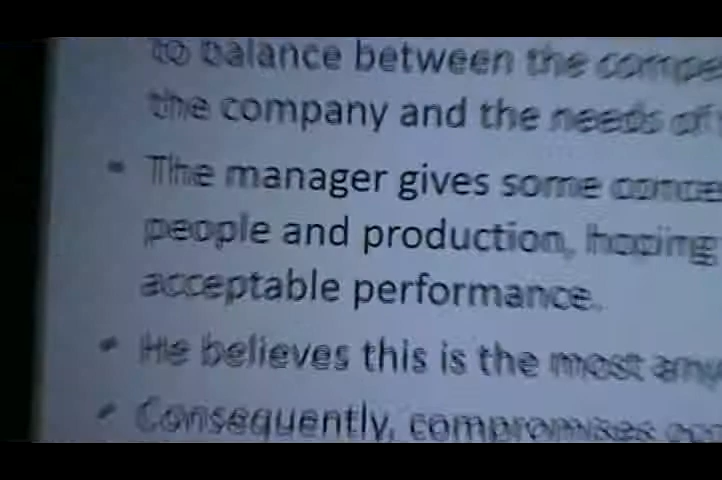 to balance between the
the company and the needs of
• The manager gives some
people and production, hoping
acceptable performance.
• He believes this is the most
• Consequently, compromises